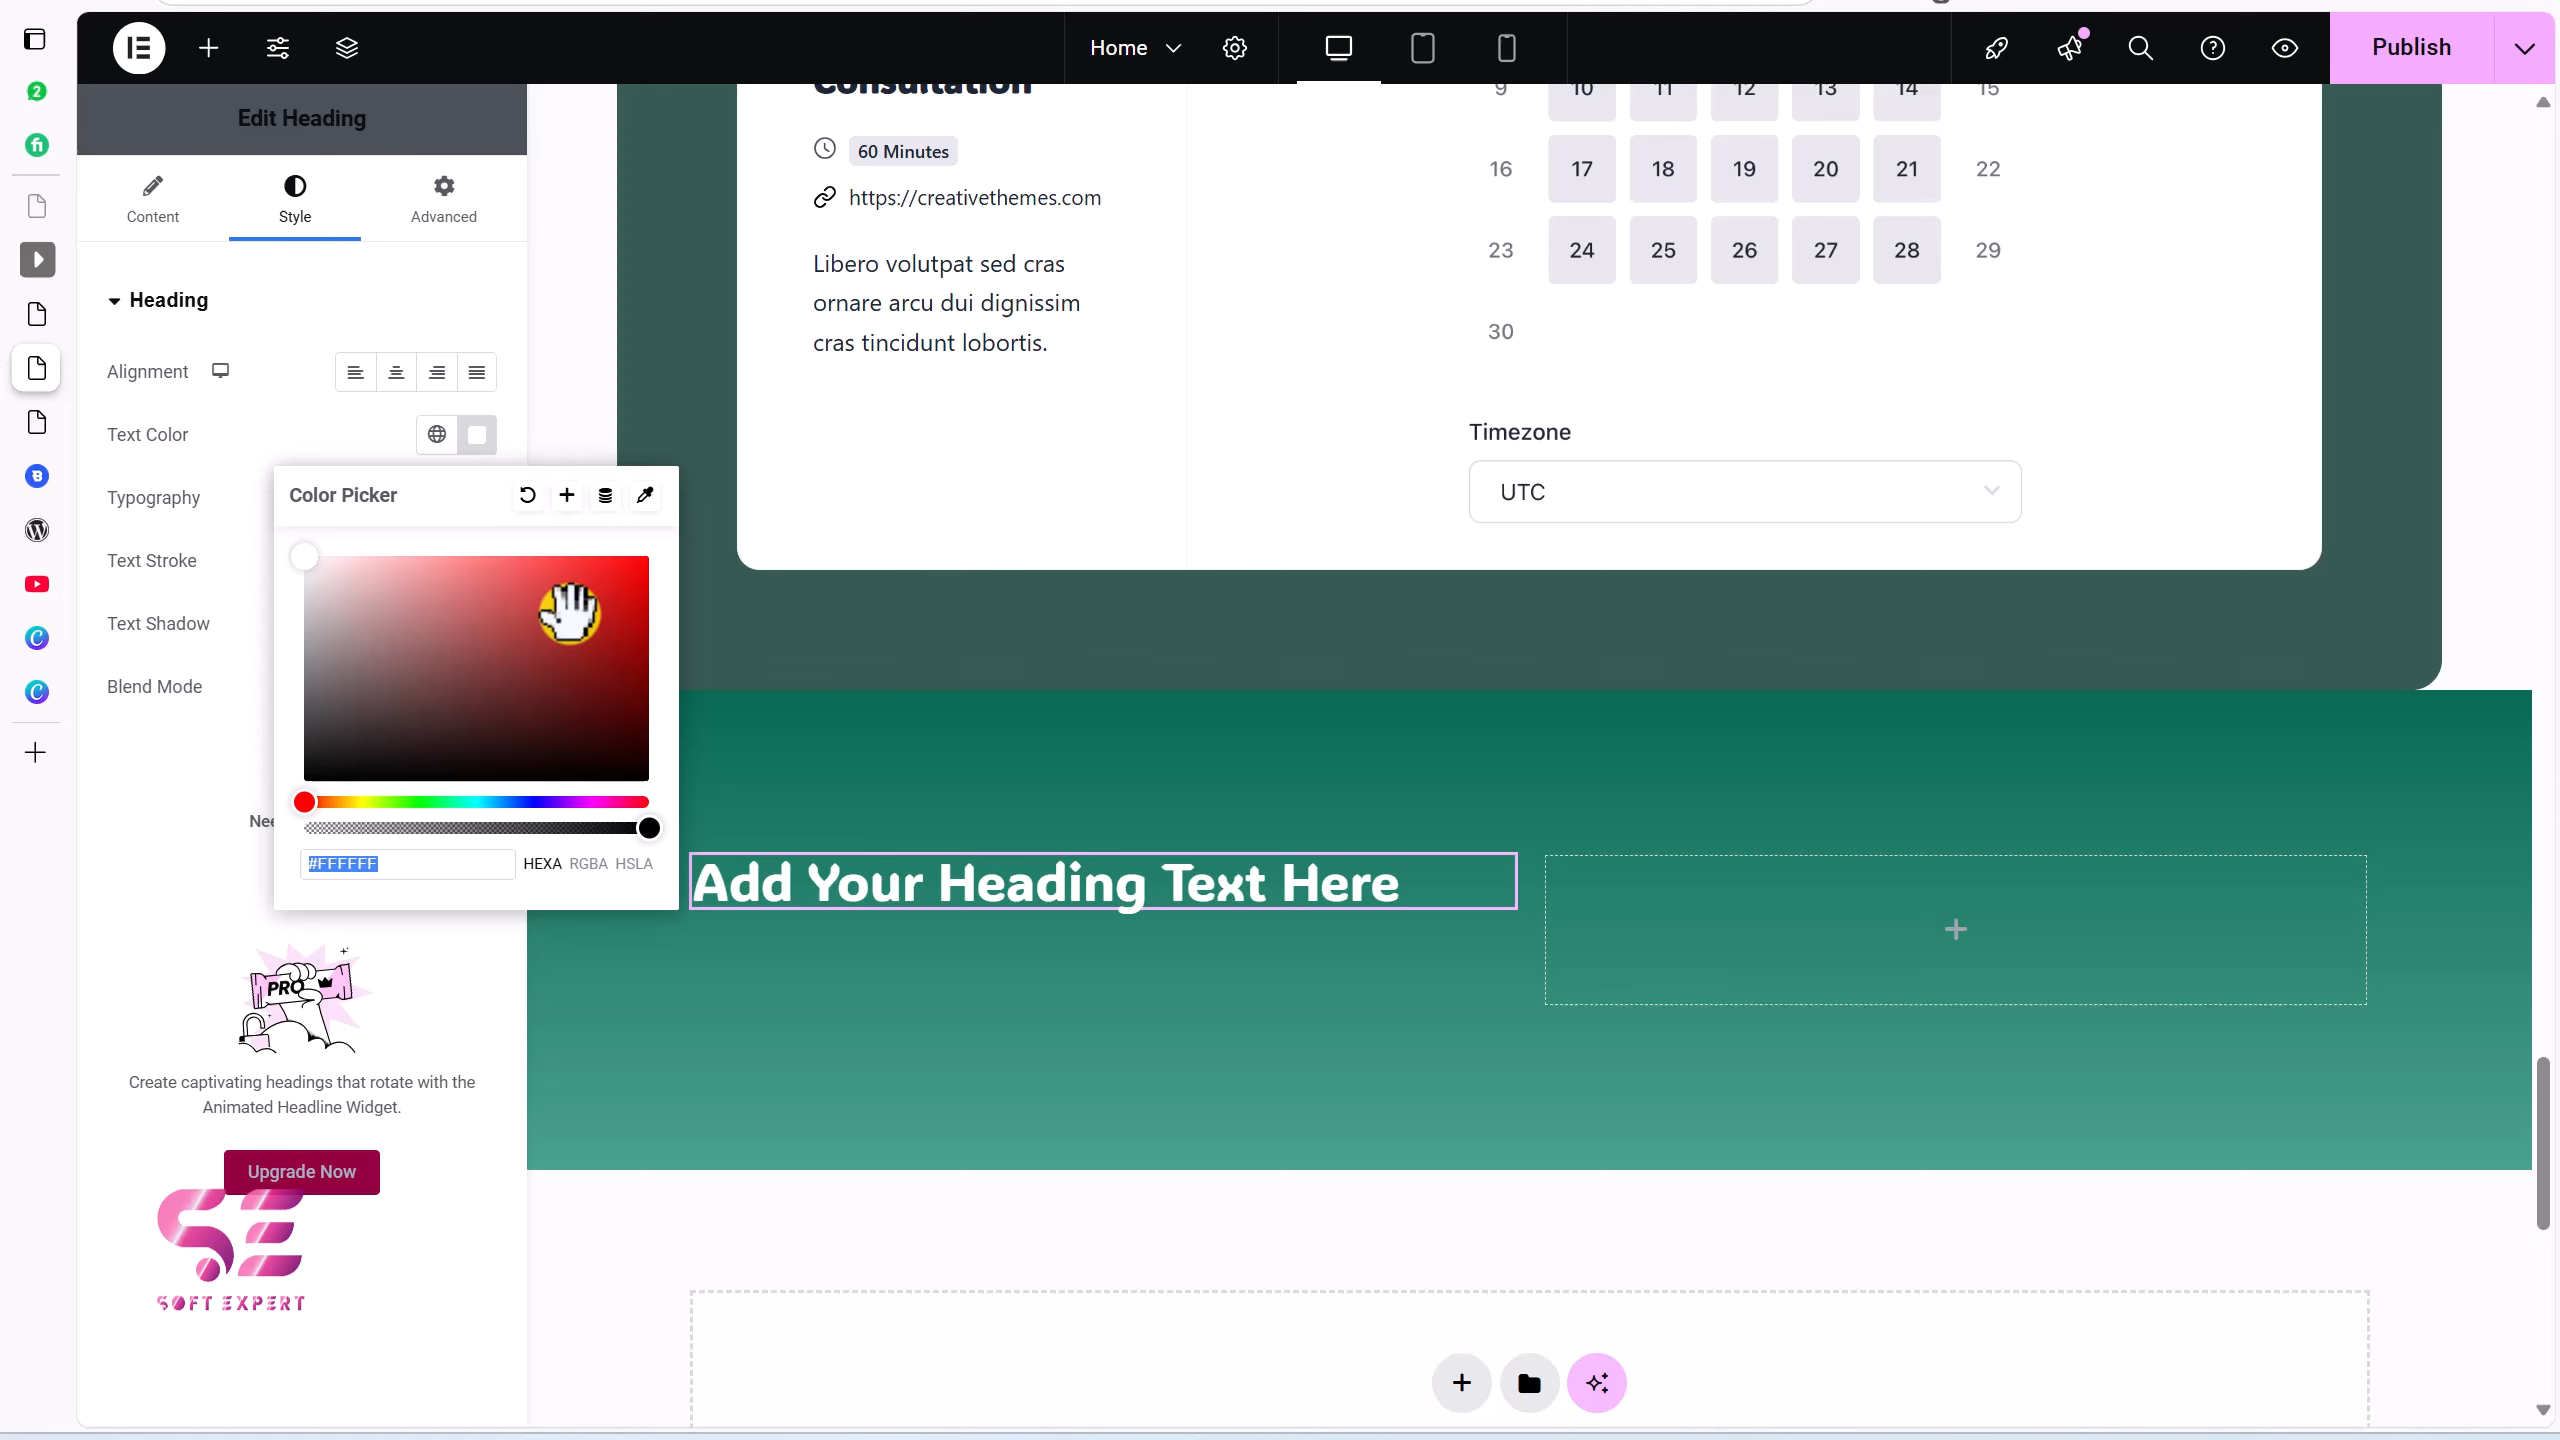 Home
Publish
Edit Heading
Content
Style
Advanced
Heading
Alignment
Text Color
Typography
Text Stroke
Text Shadow
Blend Mode
Color Picker
#FFFFFF
HEXA RGBA HSLA
Nee
PRO
Create captivating headings that rotate with the
Animated Headline Widget.
Upgrade Now
SE
SOFT EXPERT
Consultation
60 Minutes
https://creativethemes.com
Libero volutpat sed cras
ornare arcu dui dignissim
cras tincidunt lobortis.
9 10 11 12 13 14 15
16 17 18 19 20 21 22
23 24 25 26 27 28 29
30
Timezone
UTC
Add Your Heading Text Here